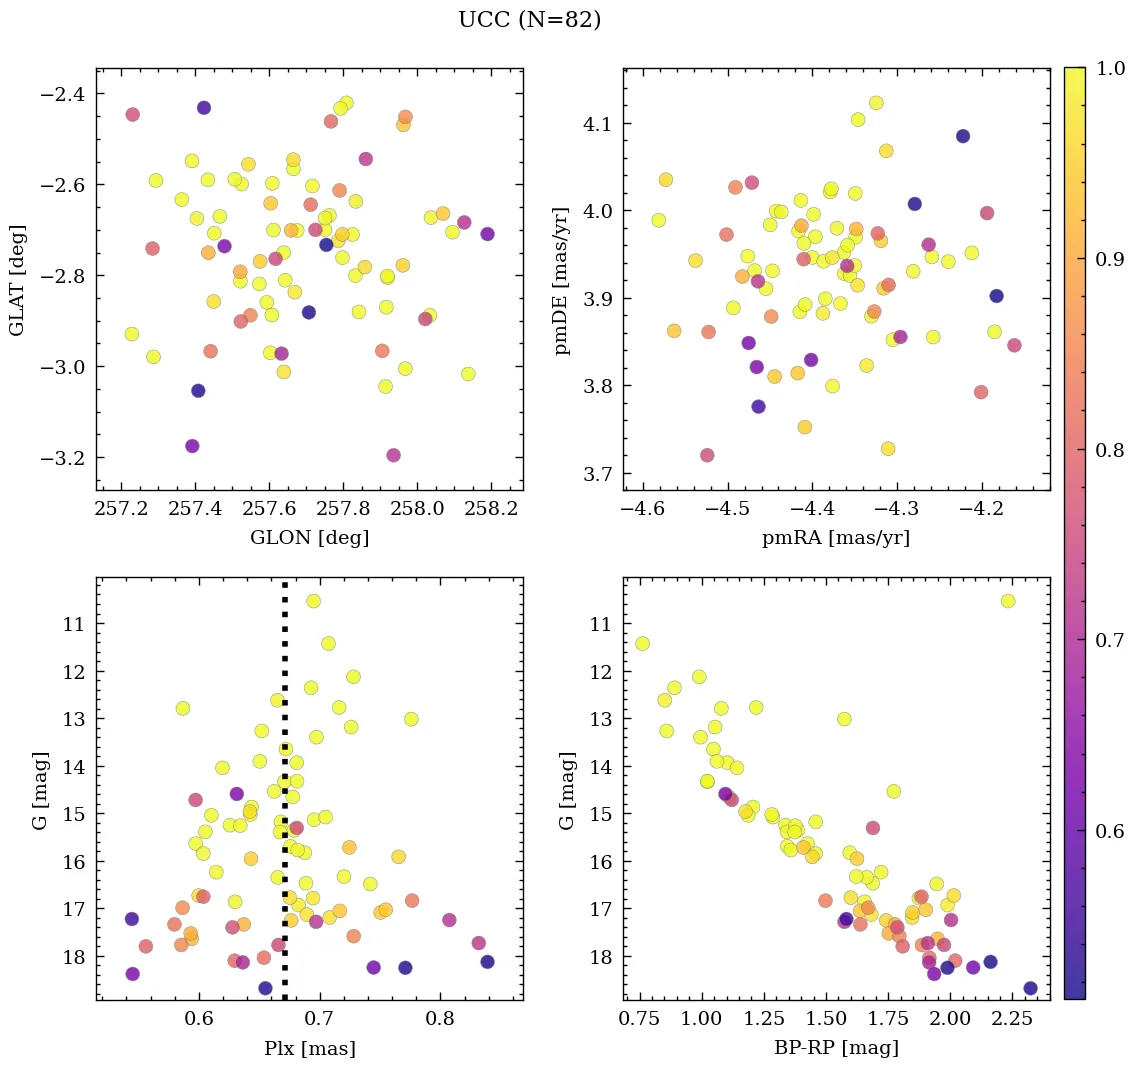 UCC (N=82)
−2.4
−2.6
−2.8
−3.0
−3.2
GLAT [deg]
257.2 257.4 257.6 257.8 258.0 258.2
GLON [deg]
4.1
4.0
3.9
3.8
3.7
pmDE [mas/yr]
−4.6 −4.5 −4.4 −4.3 −4.2
pmRA [mas/yr]
1.0
0.9
0.8
0.7
0.6
11
12
13
14
15
16
17
18
G [mag]
0.6 0.7 0.8
Plx [mas]
11
12
13
14
15
16
17
18
G [mag]
0.75 1.00 1.25 1.50 1.75 2.00 2.25
BP-RP [mag]